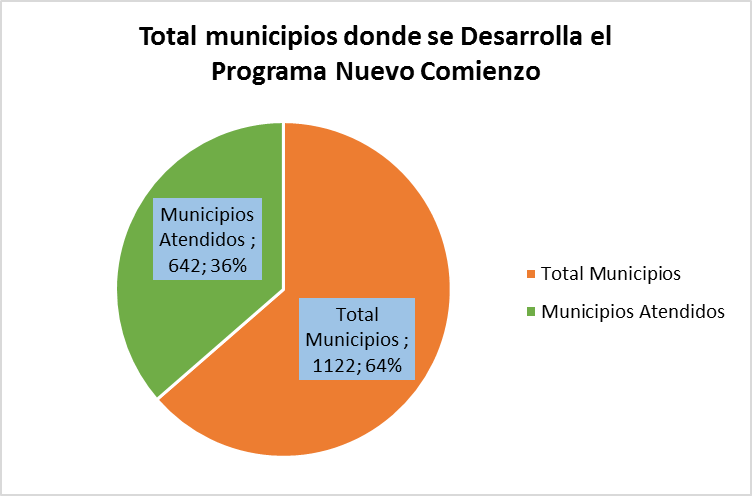 Total municipios donde se Desarrolla el
Programa Nuevo Comienzo
Municipios
Atendidos ;
642; 36%
Total
Municipios ;
1122; 64%
Total Municipios
Municipios Atendidos